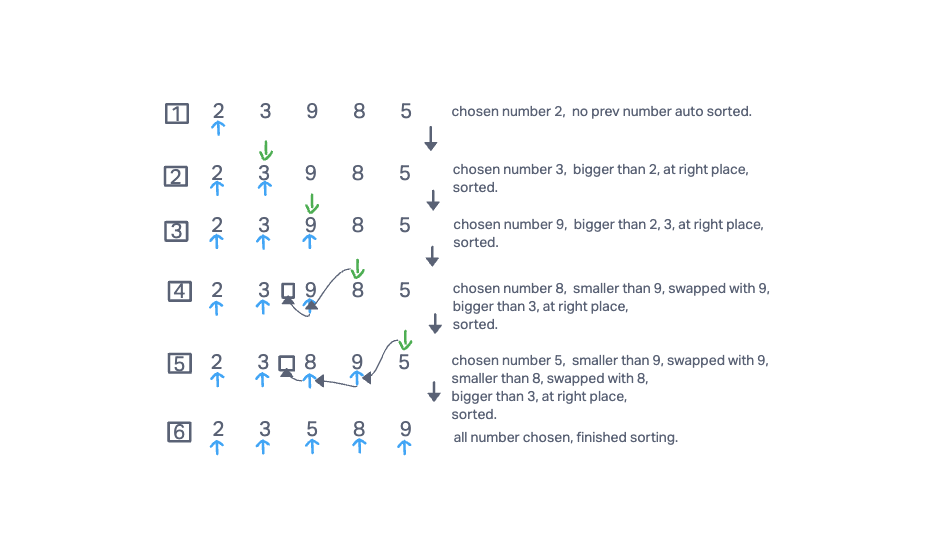 1 2 3 9 8 5 chosen number 2, no prev number auto sorted.
2 2 3 9 8 5 chosen number 3, bigger than 2, at right place,
sorted.
3 2 3 9 8 5 chosen number 9, bigger than 2, 3, at right place,
sorted.
4 2 3 9 8 5 chosen number 8, smaller than 9, swapped with 9,
bigger than 3, at right place,
sorted.
5 2 3 8 9 5 chosen number 5, smaller than 9, swapped with 9,
smaller than 8, swapped with 8,
bigger than 3, at right place,
sorted.
6 2 3 5 8 9 all number chosen, finished sorting.